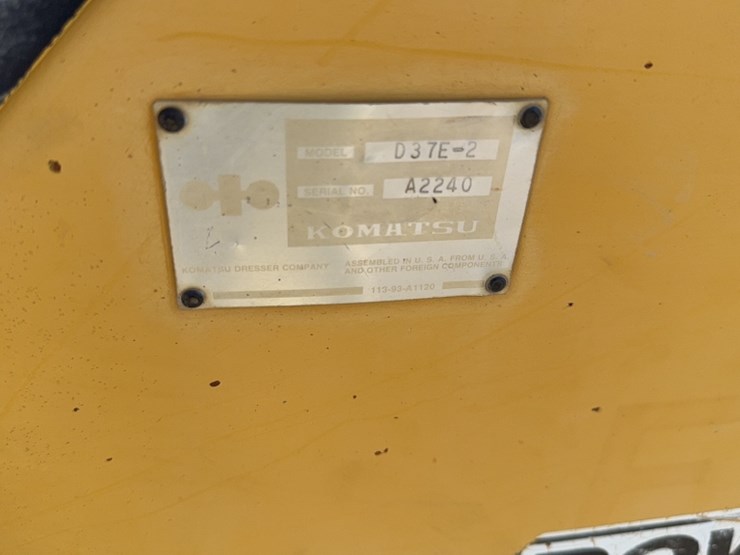 MODEL D37E-2
SERIAL NO. A2240
KOMATSU
KOMATSU DRESSER COMPANY
ASSEMBLED IN U. S. A. FROM U. S. A.
AND OTHER FOREIGN COMPONENTS
113-93-A1120